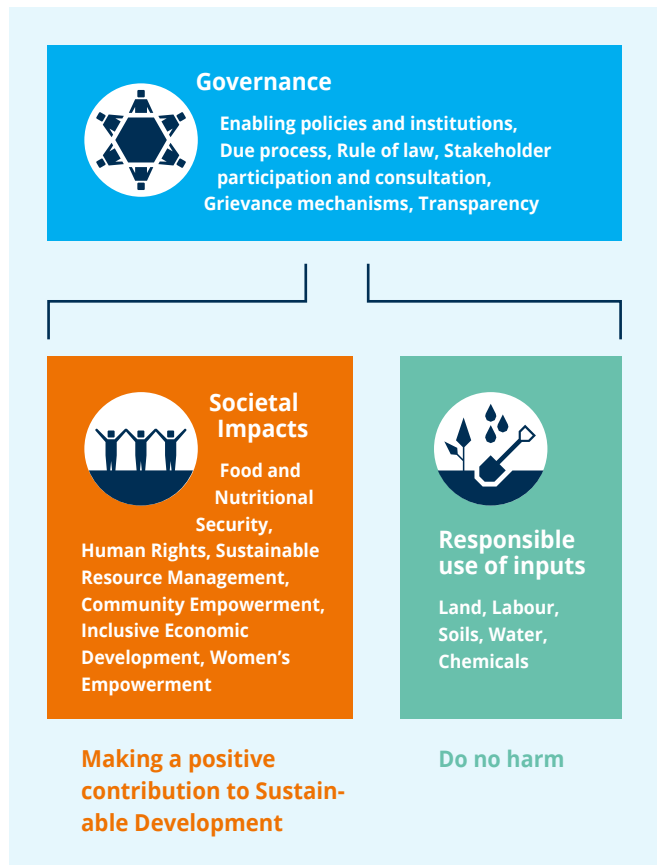 Governance
Enabling policies and institutions,
Due process, Rule of law, Stakeholder
participation and consultation,
Grievance mechanisms, Transparency
Societal
Impacts
Food and
Nutritional
Security,
Human Rights, Sustainable
Resource Management,
Community Empowerment,
Inclusive Economic
Development, Women's
Empowerment
Responsible
use of inputs
Land, Labour,
Soils, Water,
Chemicals
Making a positive
contribution to Sustain-
able Development
Do no harm